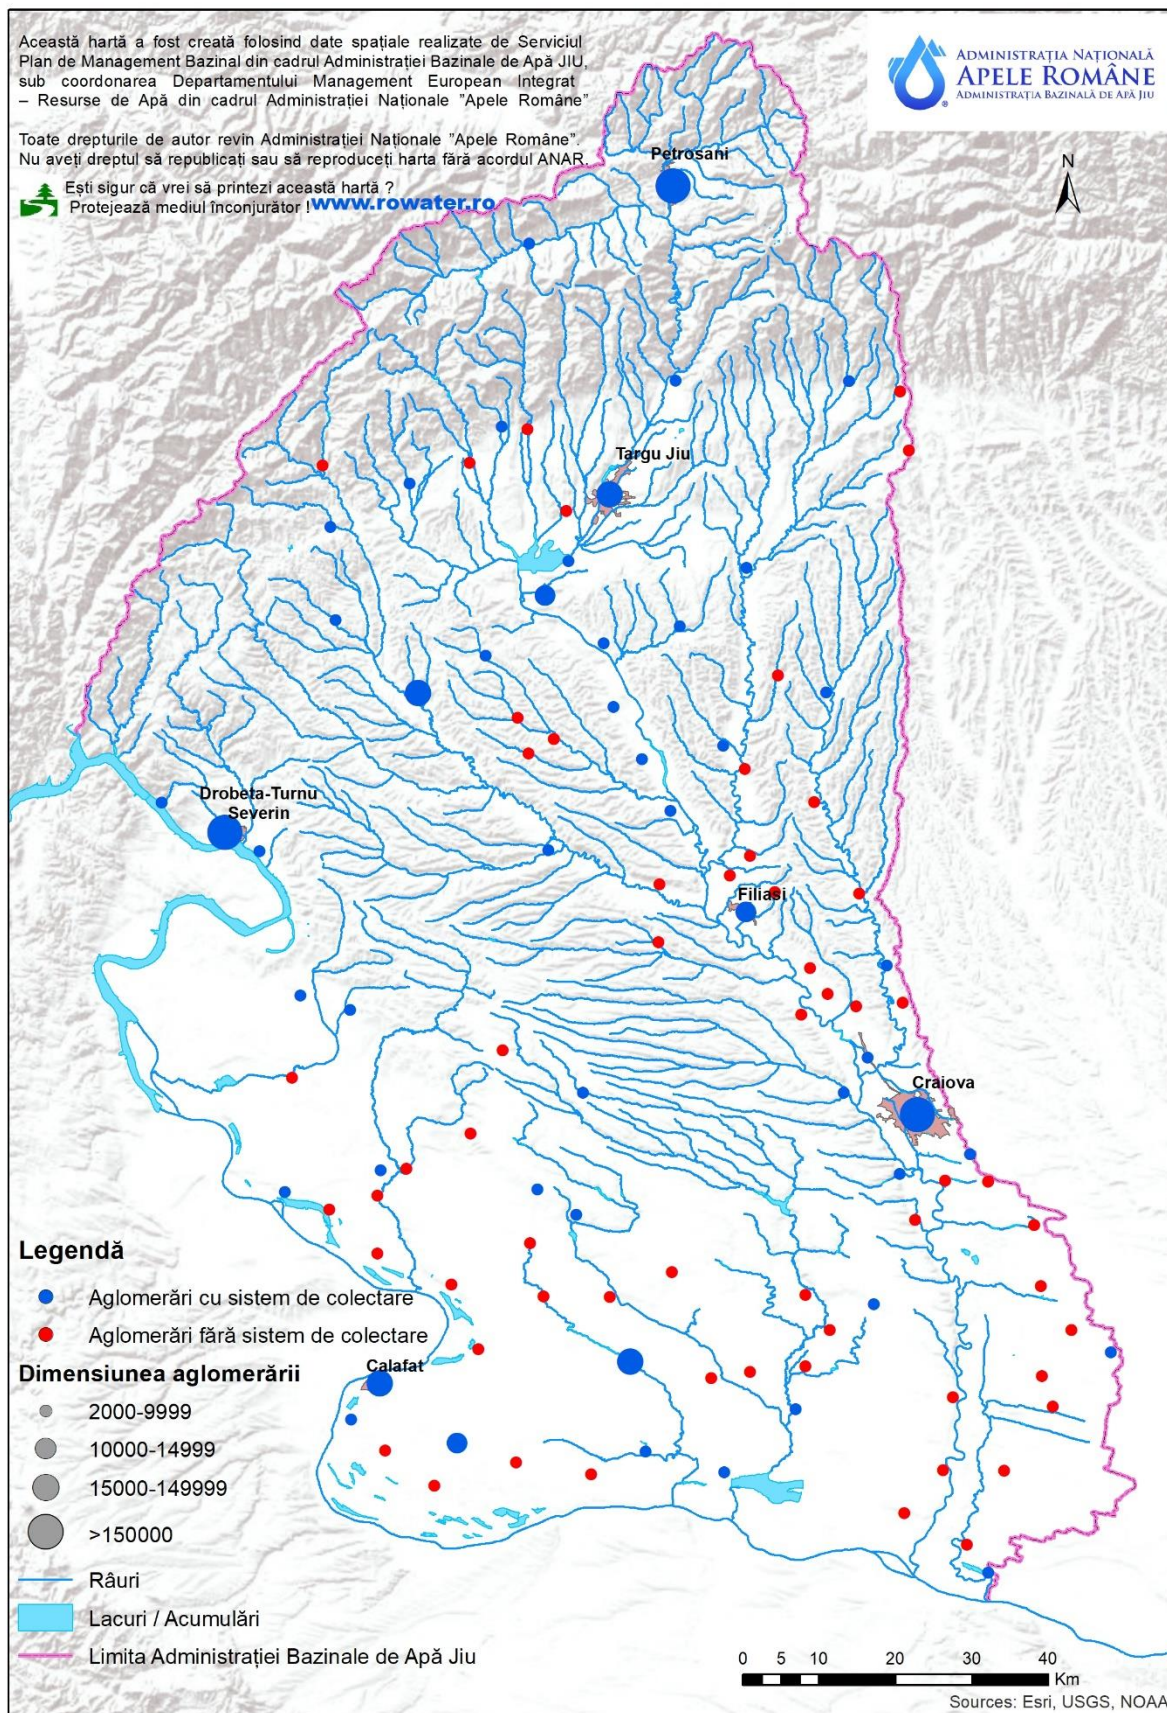 Această hartă a fost creată folosind date spațiale realizate de Serviciul
Plan de Management Bazinal din cadrul Administrației Bazinale de Apă JIU,
sub coordonarea Departamentului Management European Integrat
– Resurse de Apă din cadrul Administrației Naționale "Apele Române"
Toate drepturile de autor revin Administrației Naționale "Apele Române".
Nu aveți dreptul să republicați sau să reproduceți harta fără acordul ANAR.
Ești sigur că vrei să printezi această hartă ?
Protejează mediul înconjurător ! www.rowater.ro
ADMINISTRAȚIA NAȚIONALĂ
APELE ROMÂNE
ADMINISTRAȚIA BAZINALĂ DE APĂ JIU
®
N
Petrosani
Targu Jiu
Drobeta-Turnu
Severin
Filiasi
Craiova
Calafat
Legendă
Aglomerări cu sistem de colectare
Aglomerări fără sistem de colectare
Dimensiunea aglomerării
2000-9999
10000-14999
15000-149999
>150000
Râuri
Lacuri / Acumulări
Limita Administrației Bazinale de Apă Jiu
0 5 10 20 30 40
Km
Sources: Esri, USGS, NOAA